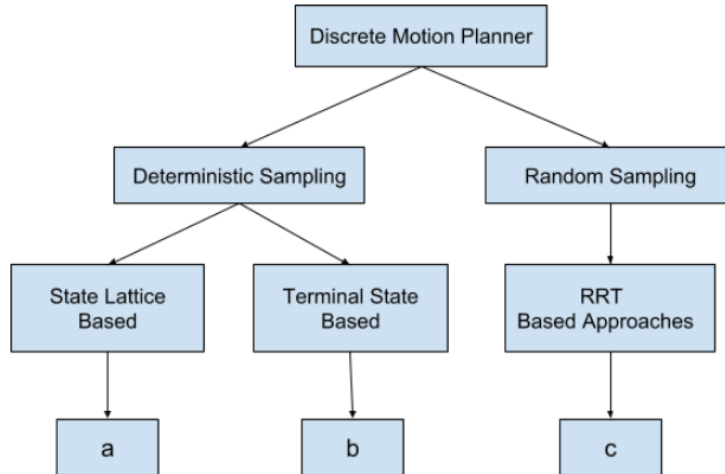 Discrete Motion Planner
Deterministic Sampling
Random Sampling
State Lattice
Based
Terminal State
Based
RRT
Based Approaches
a
b
c